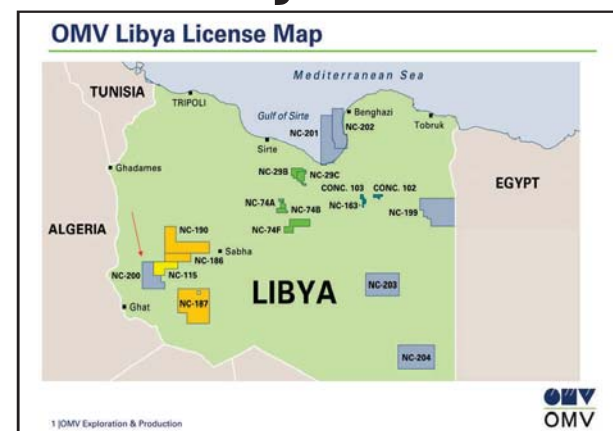 OMV Libya License Map
Mediterranean Sea
TUNISIA
TRIPOLI
Gulf of Sirte
Benghazi
NC-201
NC-202
Tobruk
Sirte
Ghadames
NC-29B
NC-29C
CONC. 103
CONC. 102
EGYPT
NC-74A
NC-74B
NC-163
NC-199
ALGERIA
NC-190
NC-74F
Sabha
NC-186
NC-200
NC-115
LIBYA
NC-203
Ghat
NC-187
NC-204
1 |OMV Exploration & Production
OMV
OMV